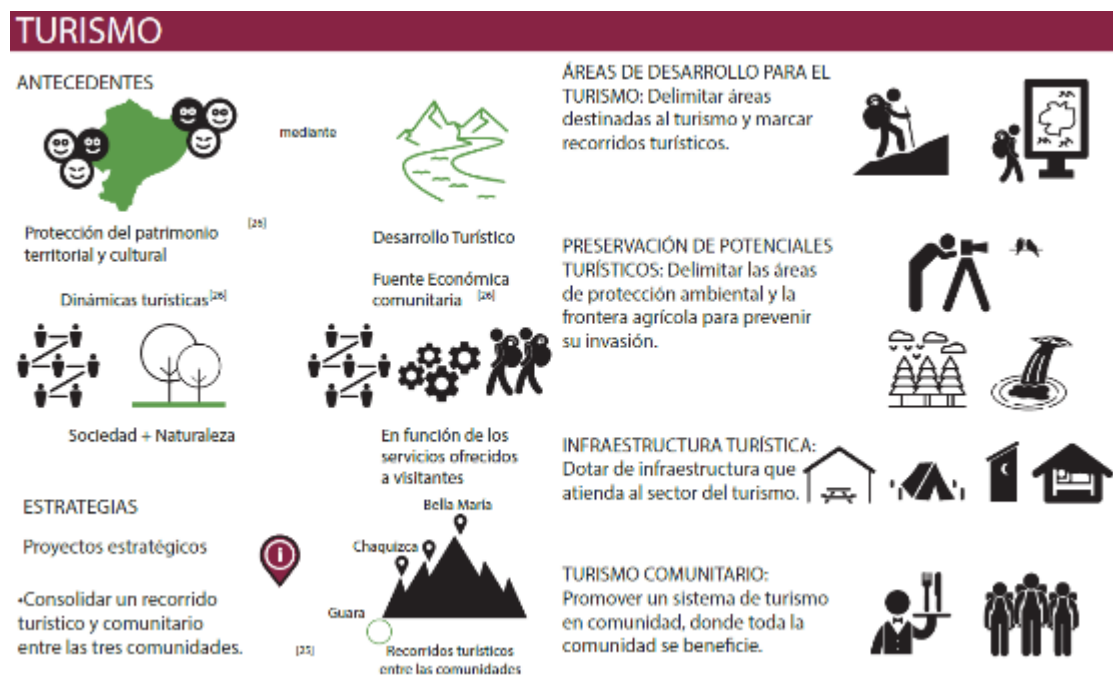 TURISMO
ANTECEDENTES
mediante
[25]
Protección del patrimonio
territorial y cultural
Desarrollo Turístico
Dinámicas turísticas [26]
Fuente Económica
comunitaria [26]
Sociedad + Naturaleza
En función de los
servicios ofrecidos
a visitantes
ESTRATEGIAS
Proyectos estratégicos
•Consolidar un recorrido
turístico y comunitario
entre las tres comunidades.
[25]
Bella María
Chaquizca
Guara
Recorridos turísticos
entre las comunidades
ÁREAS DE DESARROLLO PARA EL
TURISMO: Delimitar áreas
destinadas al turismo y marcar
recorridos turísticos.
PRESERVACIÓN DE POTENCIALES
TURÍSTICOS: Delimitar las áreas
de protección ambiental y la
frontera agrícola para prevenir
su invasión.
INFRAESTRUCTURA TURÍSTICA:
Dotar de infraestructura que
atienda al sector del turismo.
TURISMO COMUNITARIO:
Promover un sistema de turismo
en comunidad, donde toda la
comunidad se beneficie.